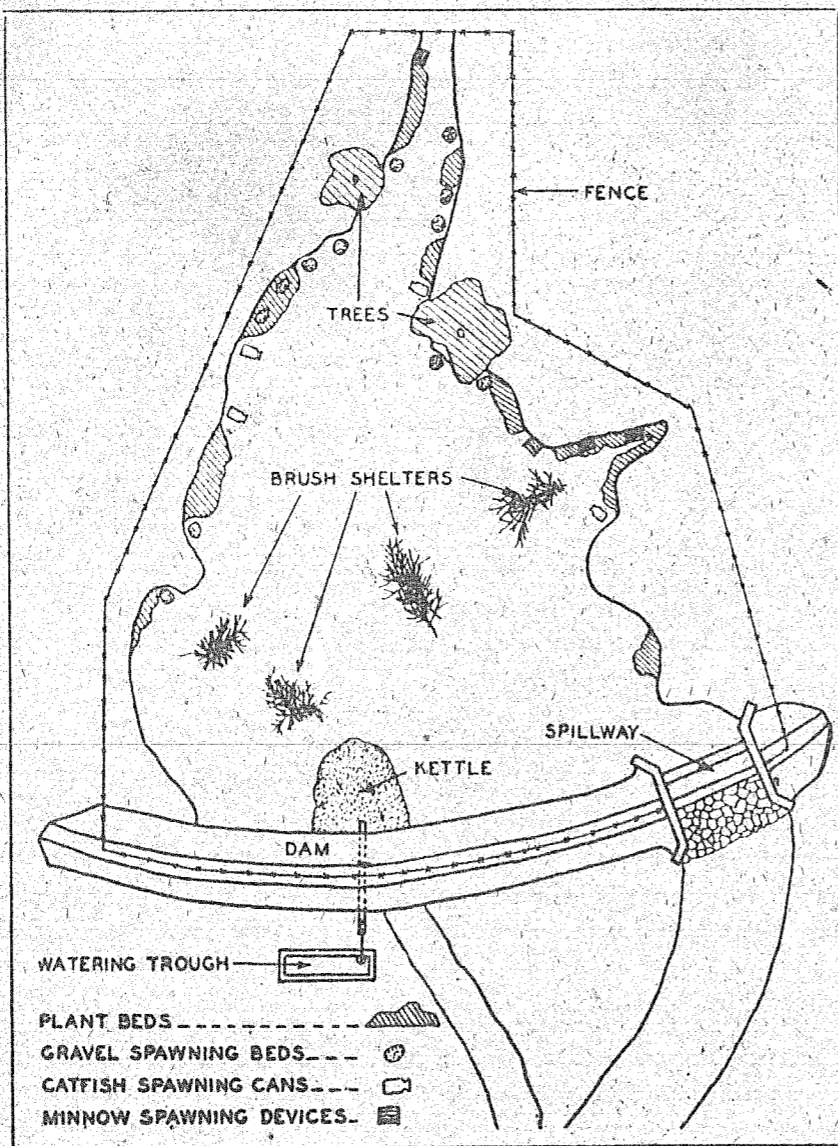 FENCE
TREES
BRUSH SHELTERS
SPILLWAY
KETTLE
DAM
WATERING TROUGH
PLANT BEDS
GRAVEL SPAWNING BEDS
CATFISH SPAWNING CANS
MINNOW SPAWNING DEVICES